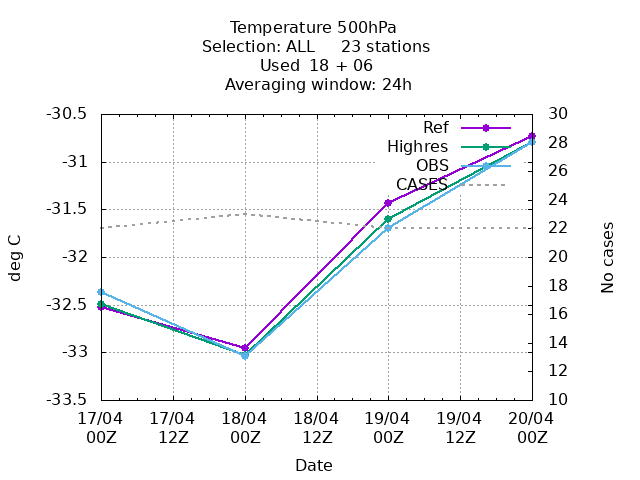 Temperature 500hPa
Selection: ALL 23 stations
Used 18 + 06
Averaging window: 24h
-30.5
-31
-31.5
-32
-32.5
-33
-33.5
deg C
30
28
26
24
22
20
18
16
14
12
10
No cases
Ref
Highres
OBS
CASES
17/04 17/04 18/04 18/04 19/04 19/04 20/04
00Z 12Z 00Z 12Z 00Z 12Z 00Z
Date